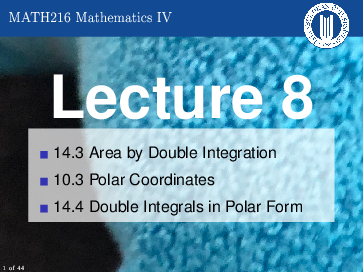 MATH216 Mathematics IV
Lecture 8
14.3 Area by Double Integration
10.3 Polar Coordinates
14.4 Double Integrals in Polar Form
1 of 44